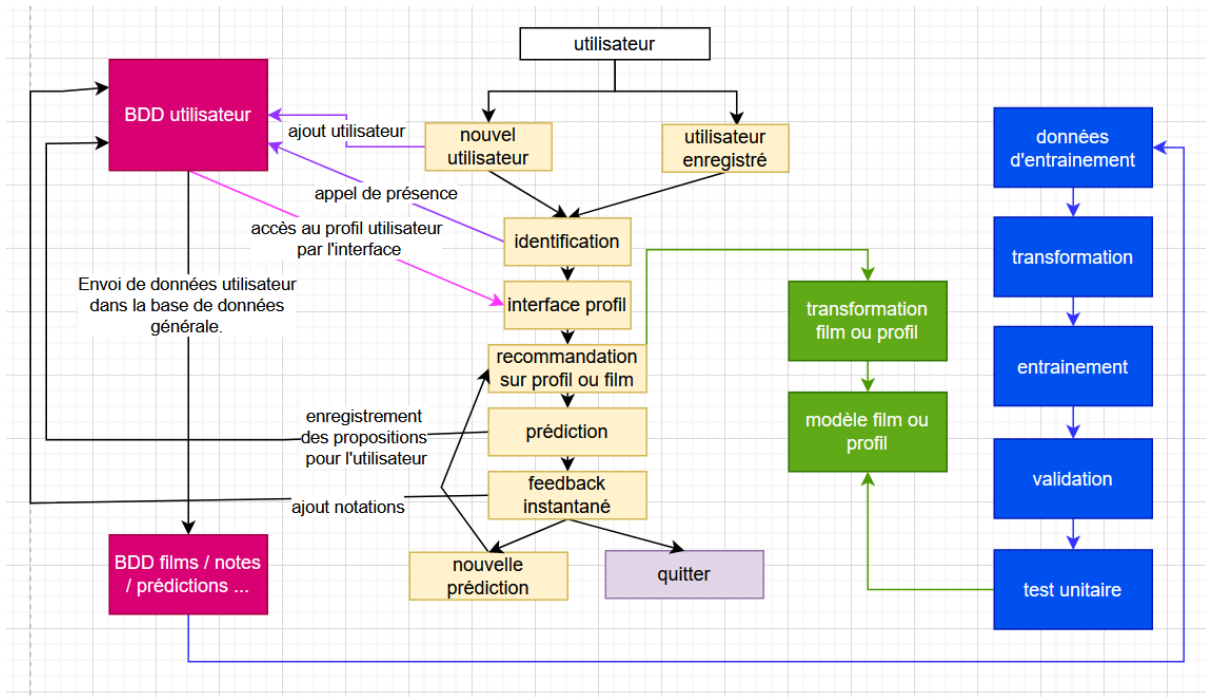 utilisateur
BDD utilisateur
ajout utilisateur
nouvel
utilisateur
utilisateur
enregistré
données
d'entrainement
appel de présence
accès au profil utilisateur
par l'interface
identification
transformation
Envoi de données utilisateur
dans la base de données
générale.
interface profil
transformation
film ou profil
recommandation
sur profil ou film
entrainement
enregistrement
des propositions
pour l'utilisateur
prédiction
modèle film ou
profil
feedback
instantané
validation
ajout notations
BDD films / notes
/ prédictions ...
nouvelle
prédiction
quitter
test unitaire